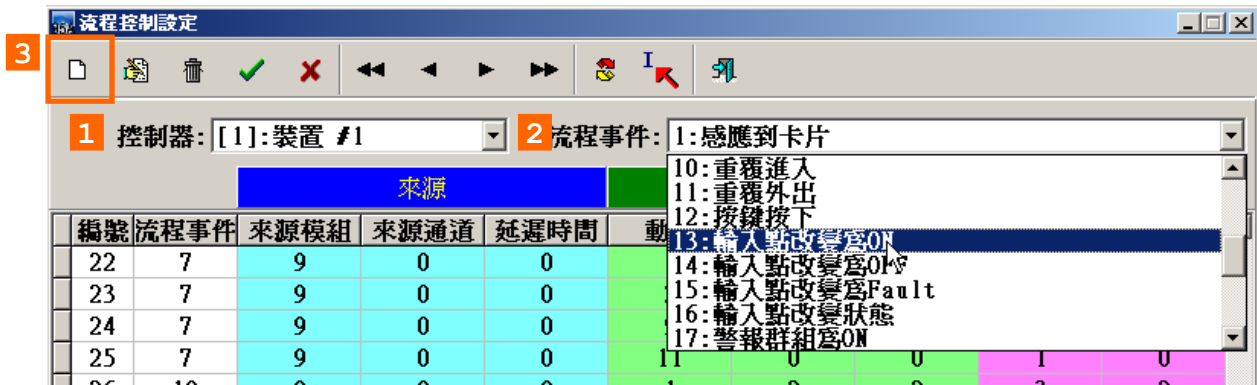 流程控制設定
3
I
1 控制器: [1]:裝置 #1
2 流程事件: 1:感應到卡片
10:重覆進入
11:重覆外出
12:按鍵按下
13:輸入點改變為ON
14:輸入點改變為OFF
15:輸入點改變為Fault
16:輸入點改變狀態
17:警報群組為ON
來源
編號 流程事件 來源模組 來源通道 延遲時間 動
22 7 9 0 0
23 7 9 0 0
24 7 9 0 0
25 7 9 0 0 11 0 0 1 0